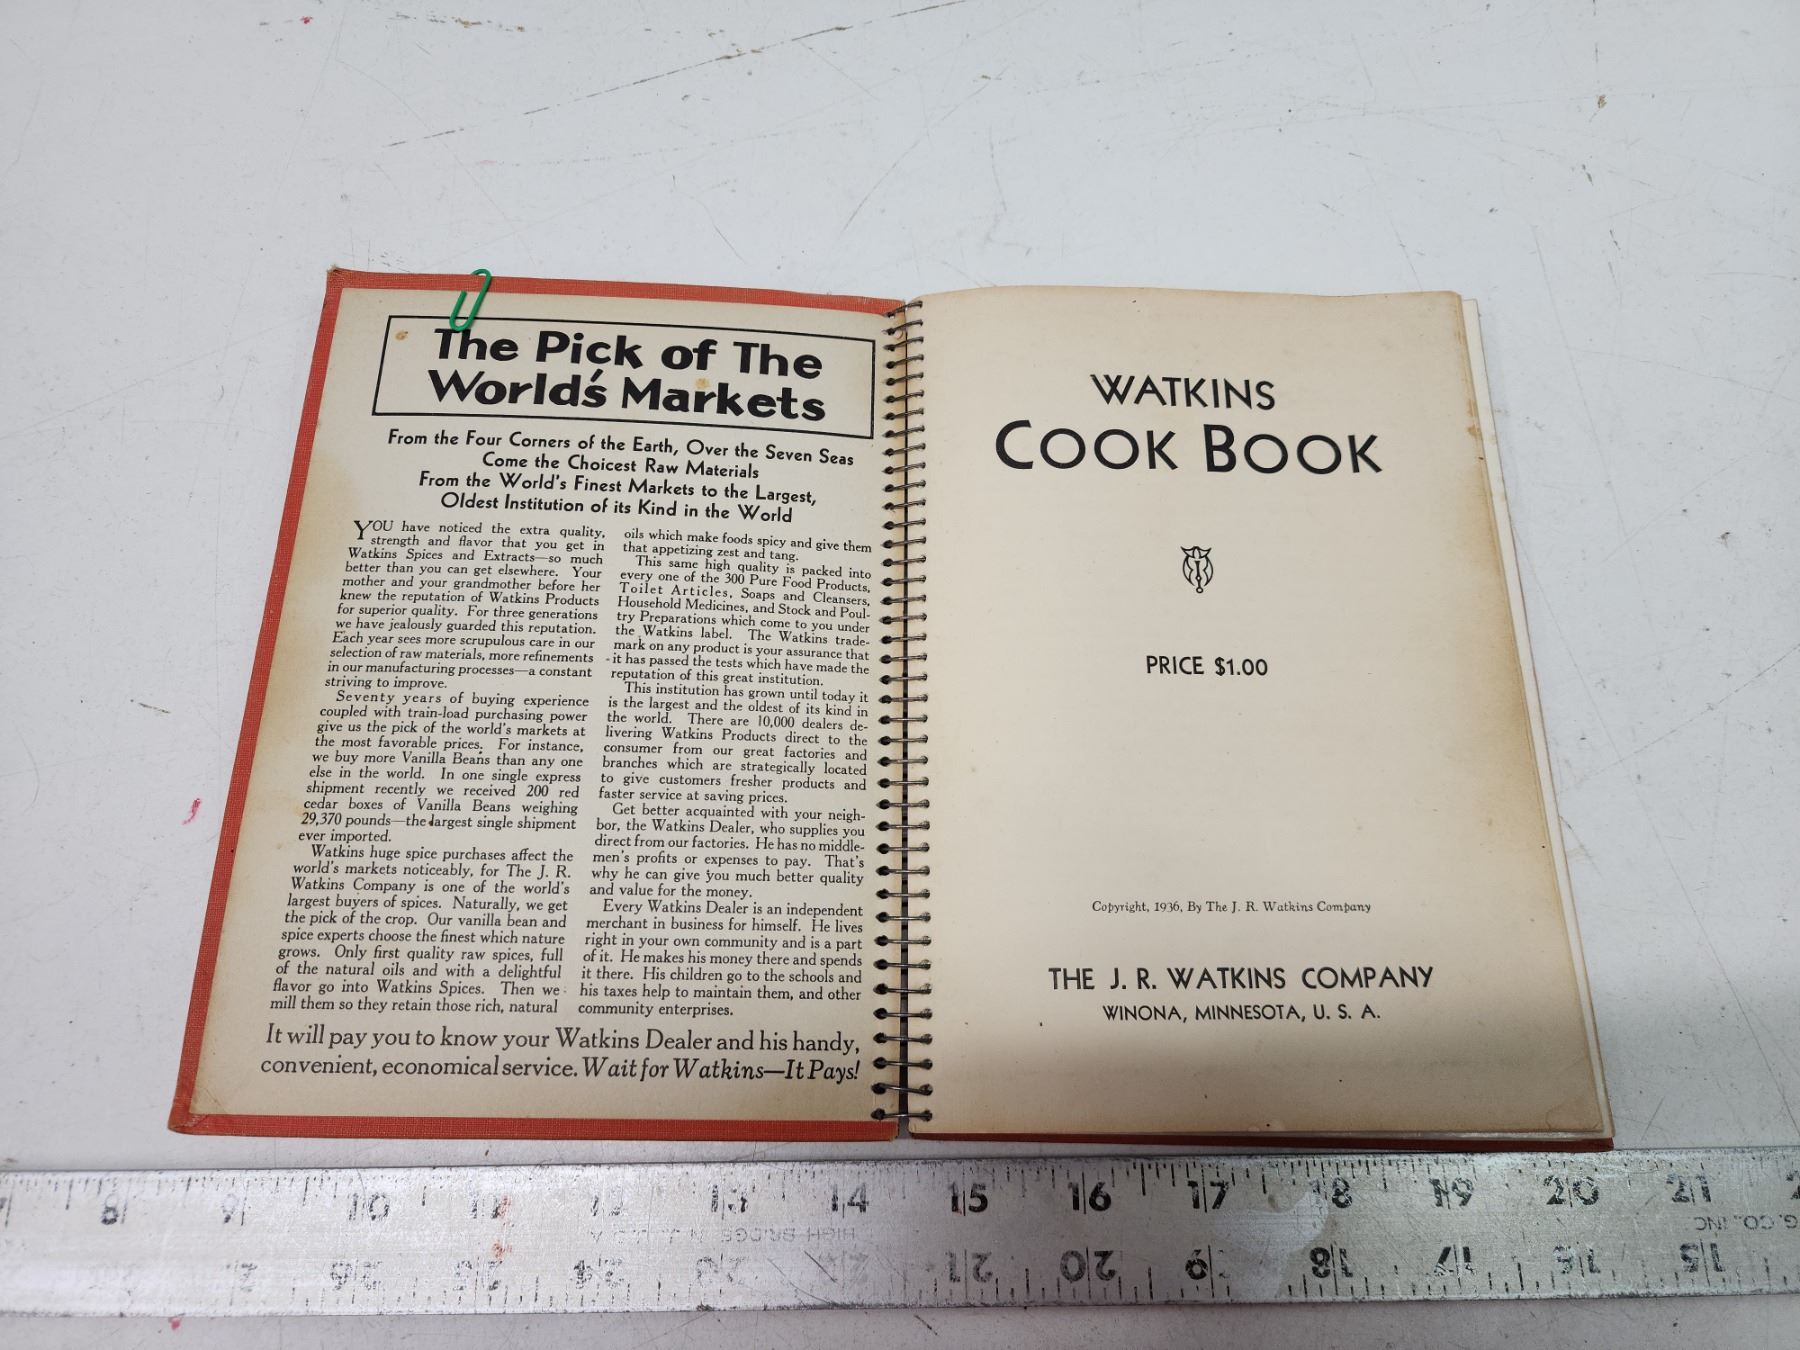 The Pick of The
World's Markets
From the Four Corners of the Earth, Over the Seven Seas
Come the Choicest Raw Materials
From the World's Finest Markets to the Largest,
Oldest Institution of its Kind in the World
YOU have noticed the extra quality,
strength and flavor that you get in
Watkins Spices and Extracts—so much
better than you can get elsewhere. Your
mother and your grandmother before her
knew the reputation of Watkins Products
for superior quality. For three generations
we have jealously guarded this reputation.
Each year sees more scrupulous care in our
selection of raw materials, more refinements
in our manufacturing processes—a constant
striving to improve.
Seventy years of buying experience
coupled with train-load purchasing power
give us the pick of the world's markets at
the most favorable prices. For instance,
we buy more Vanilla Beans than any one
else in the world. In one single express
shipment recently we received 200 red
cedar boxes of Vanilla Beans weighing
29,370 pounds—the largest single shipment
ever imported.
Watkins huge spice purchases affect the
world's markets noticeably, for The J. R.
Watkins Company is one of the world's
largest buyers of spices. Naturally, we get
the pick of the crop. Our vanilla bean and
spice experts choose the finest which nature
grows. Only first quality raw spices, full
of the natural oils and with a delightful
flavor go into Watkins Spices. Then we
mill them so they retain those rich, natural
oils which make foods spicy and give them
that appetizing zest and tang.
This same high quality is packed into
every one of the 300 Pure Food Products,
Toilet Articles, Soaps and Cleansers,
Household Medicines, and Stock and Poul-
try Preparations which come to you under
the Watkins label. The Watkins trade-
mark on any product is your assurance that
it has passed the tests which have made the
reputation of this great institution.
This institution has grown until today it
is the largest and the oldest of its kind in
the world. There are 10,000 dealers de-
livering Watkins Products direct to the
consumer from our great factories and
branches which are strategically located
to give customers fresher products and
faster service at saving prices.
Get better acquainted with your neigh-
bor, the Watkins Dealer, who supplies you
direct from our factories. He has no middle-
men's profits or expenses to pay. That's
why he can give you much better quality
and value for the money.
Every Watkins Dealer is an independent
merchant in business for himself. He lives
right in your own community and is a part
of it. He makes his money there and spends
it there. His children go to the schools and
his taxes help to maintain them, and other
community enterprises.
It will pay you to know your Watkins Dealer and his handy,
convenient, economical service. Wait for Watkins—It Pays!
WATKINS
COOK BOOK
PRICE $1.00
Copyright, 1936, By The J. R. Watkins Company
THE J. R. WATKINS COMPANY
WINONA, MINNESOTA, U. S. A.
8 9 10 11 12 13 14 15 16 17 18 19 20 21
CO., INC
HIGH BRIDGE
21 20 19 18 17 16 15